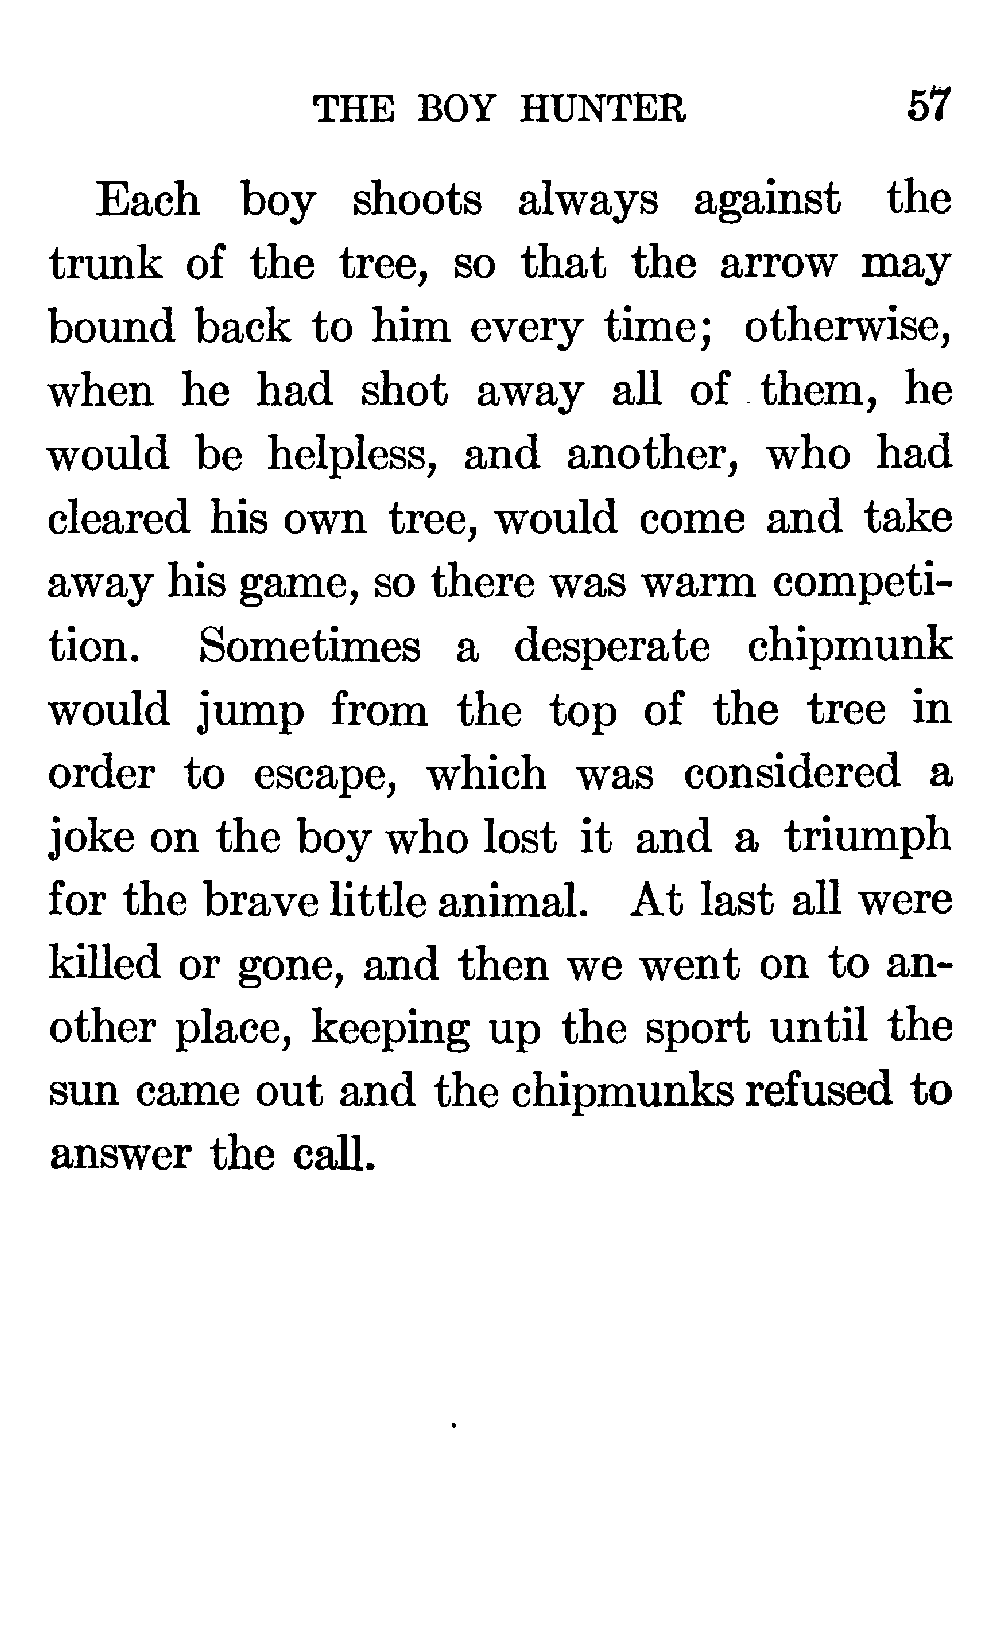 THE BOY HUNTER 57
Each boy shoots always against the
trunk of the tree, so that the arrow may
bound back to him every time; otherwise,
when he had shot away all of them, he
would be helpless, and another, who had
cleared his own tree, would come and take
away his game, so there was warm competi-
tion. Sometimes a desperate chipmunk
would jump from the top of the tree in
order to escape, which was considered a
joke on the boy who lost it and a triumph
for the brave little animal. At last all were
killed or gone, and then we went on to an-
other place, keeping up the sport until the
sun came out and the chipmunks refused to
answer the call.